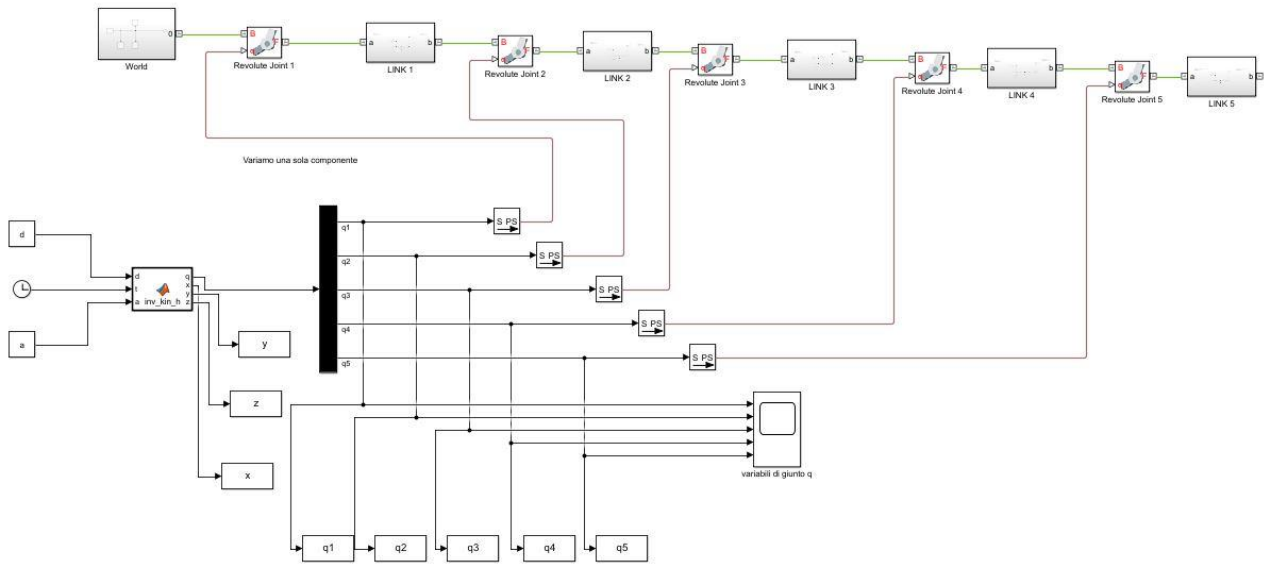 World
B
F
q
Revolute Joint 1
a
b
LINK 1
B
F
q
Revolute Joint 2
a
b
LINK 2
B
F
q
Revolute Joint 3
a
b
LINK 3
B
F
q
Revolute Joint 4
a
b
LINK 4
B
F
q
Revolute Joint 5
a
b
LINK 5
Variamo una sola componente
d
a
d
t
a
q
x
y
z
inv_kin_h
y
z
x
q1
q2
q3
q4
q5
S PS
S PS
S PS
S PS
S PS
variabili di giunto q
q1
q2
q3
q4
q5